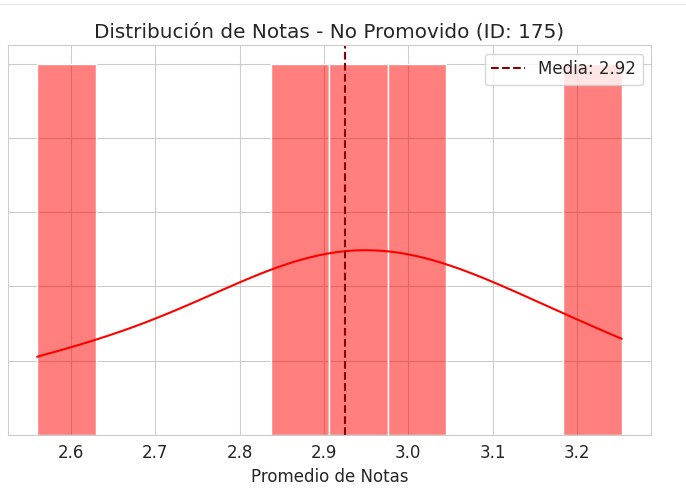 Distribución de Notas - No Promovido (ID: 175)
Media: 2.92
2.6 2.7 2.8 2.9 3.0 3.1 3.2
Promedio de Notas